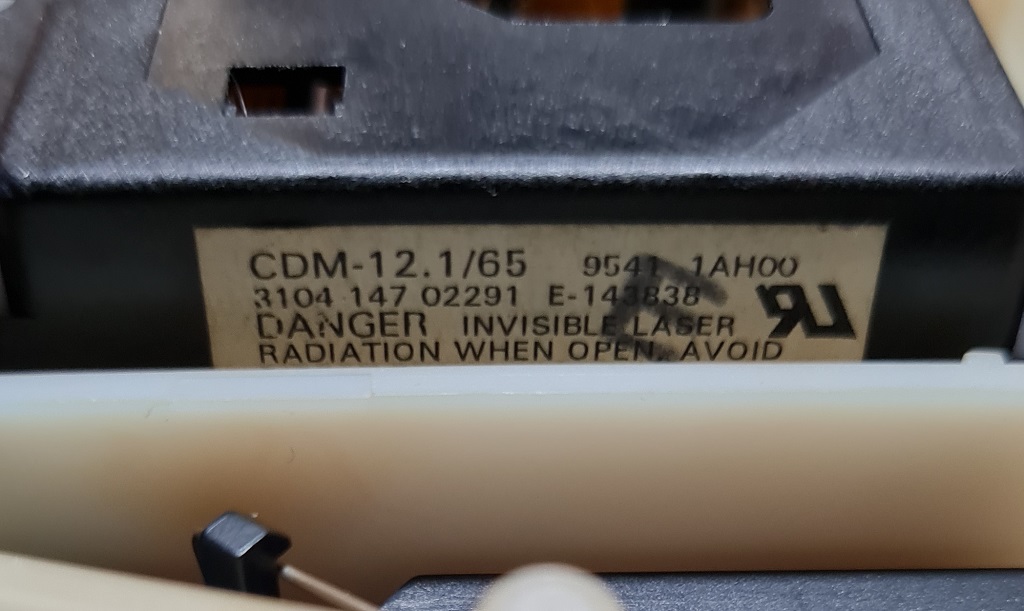 CDM-12.1/65 9541 1AH00
3104 147 02291 E-143838
DANGER INVISIBLE LASER
RADIATION WHEN OPEN, AVOID